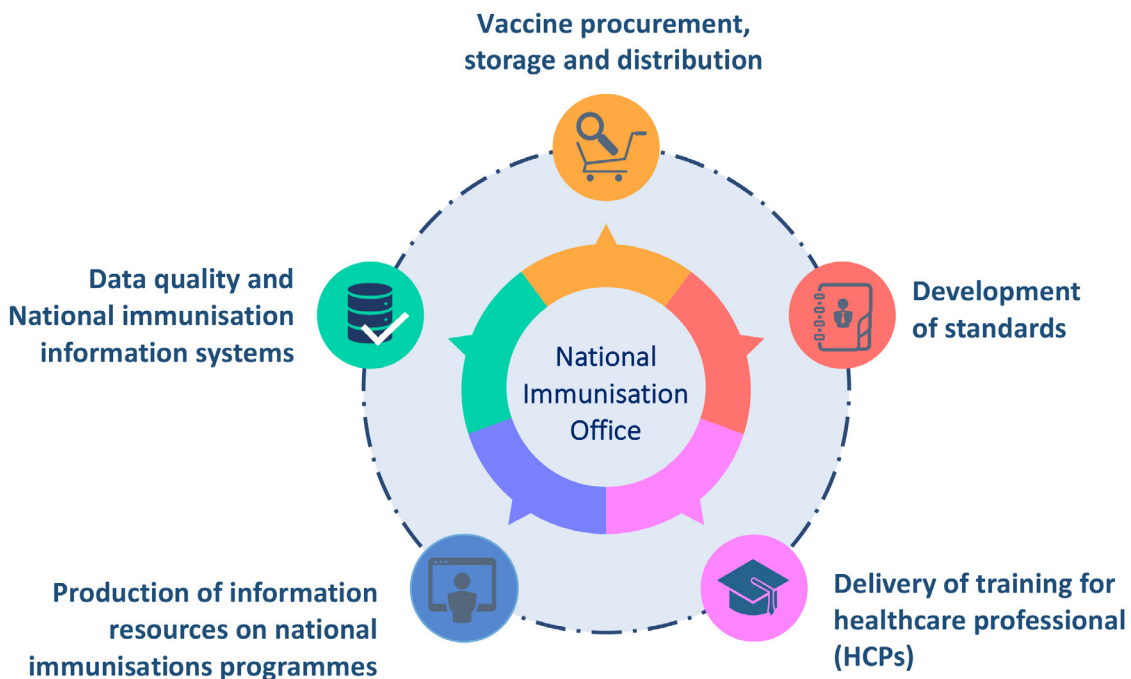 Vaccine procurement,
storage and distribution
Data quality and
National immunisation
information systems
Development
of standards
National
Immunisation
Office
Production of information
resources on national
immunisations programmes
Delivery of training for
healthcare professional
(HCPs)